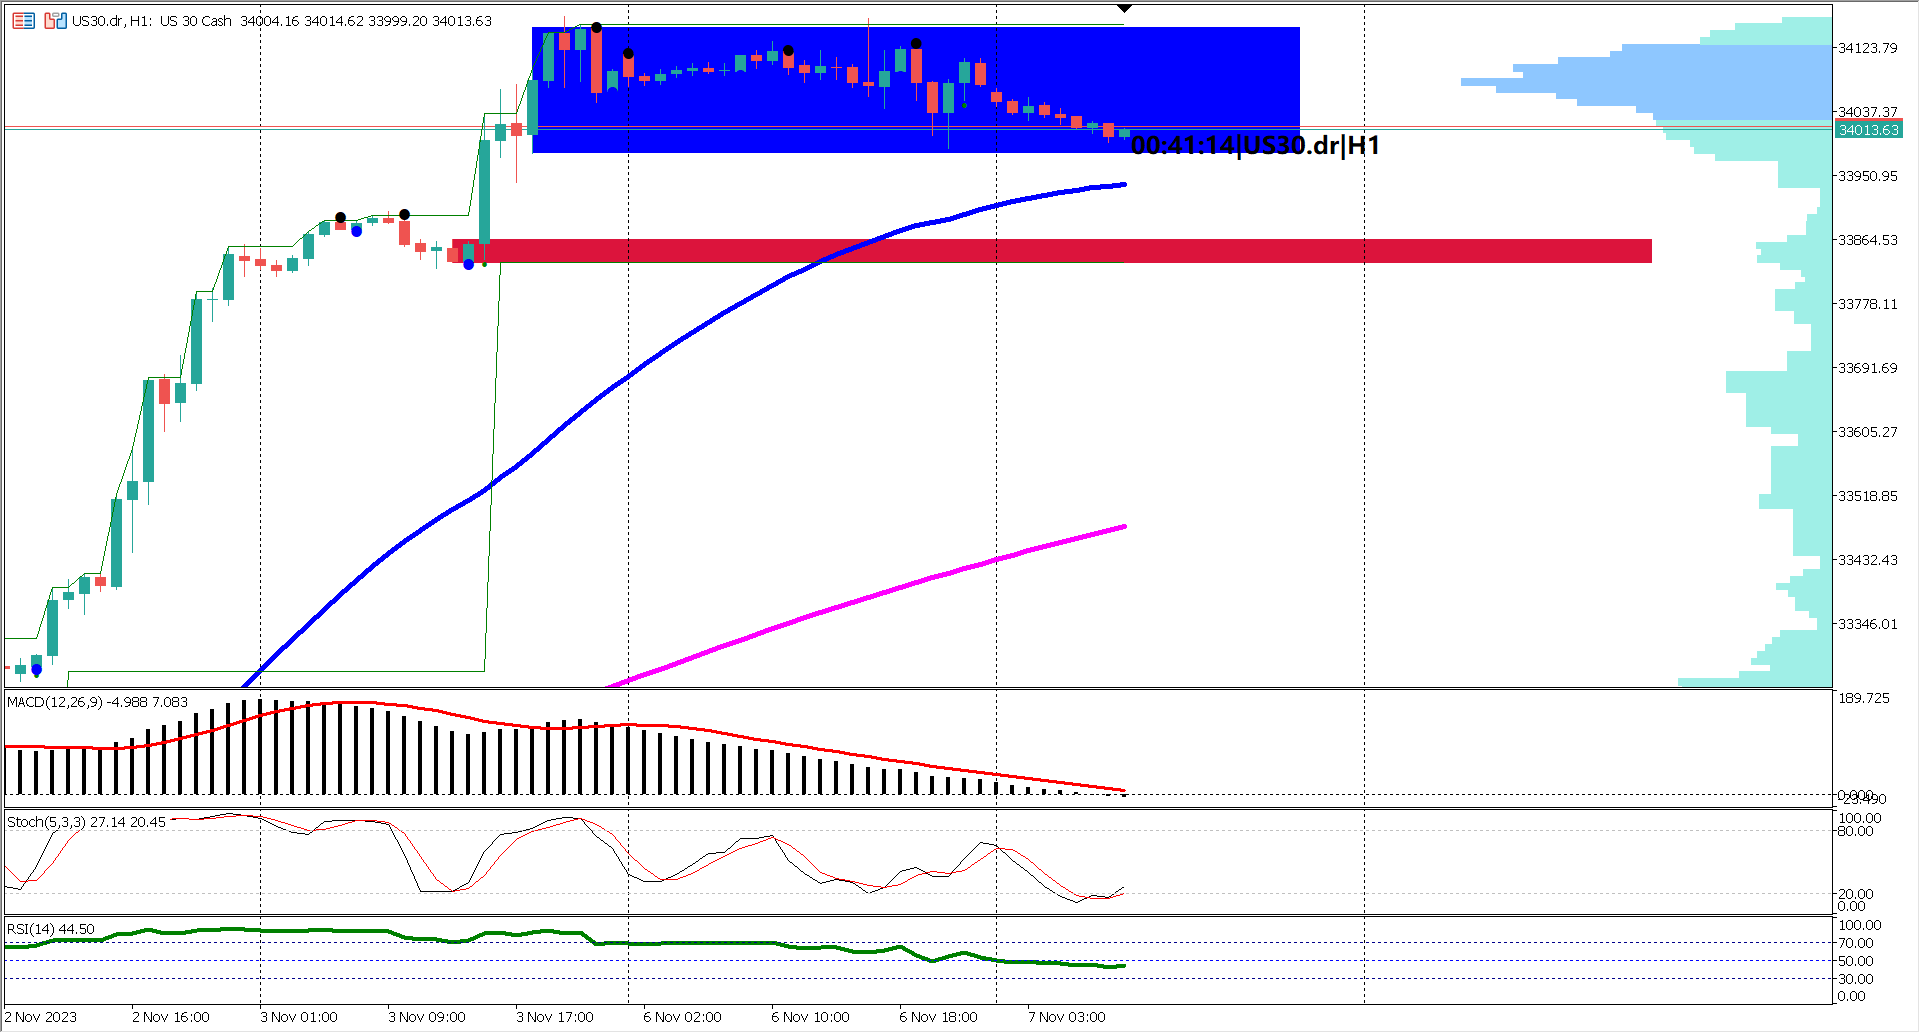 US30.dr, H1: US 30 Cash 34004.16 34014.62 33999.20 34013.63
34123.79
34037.37
34013.63
00:41:14|US30.dr|H1
33950.95
33864.53
33778.11
33691.69
33605.27
33518.85
33432.43
33346.01
MACD(12,26,9) -4.988 7.083
189.725
0.000
-23.490
Stoch(5,3,3) 27.14 20.45
100.00
80.00
20.00
0.00
RSI(14) 44.50
100.00
70.00
50.00
30.00
0.00
2 Nov 2023
2 Nov 16:00
3 Nov 01:00
3 Nov 09:00
3 Nov 17:00
6 Nov 02:00
6 Nov 10:00
6 Nov 18:00
7 Nov 03:00